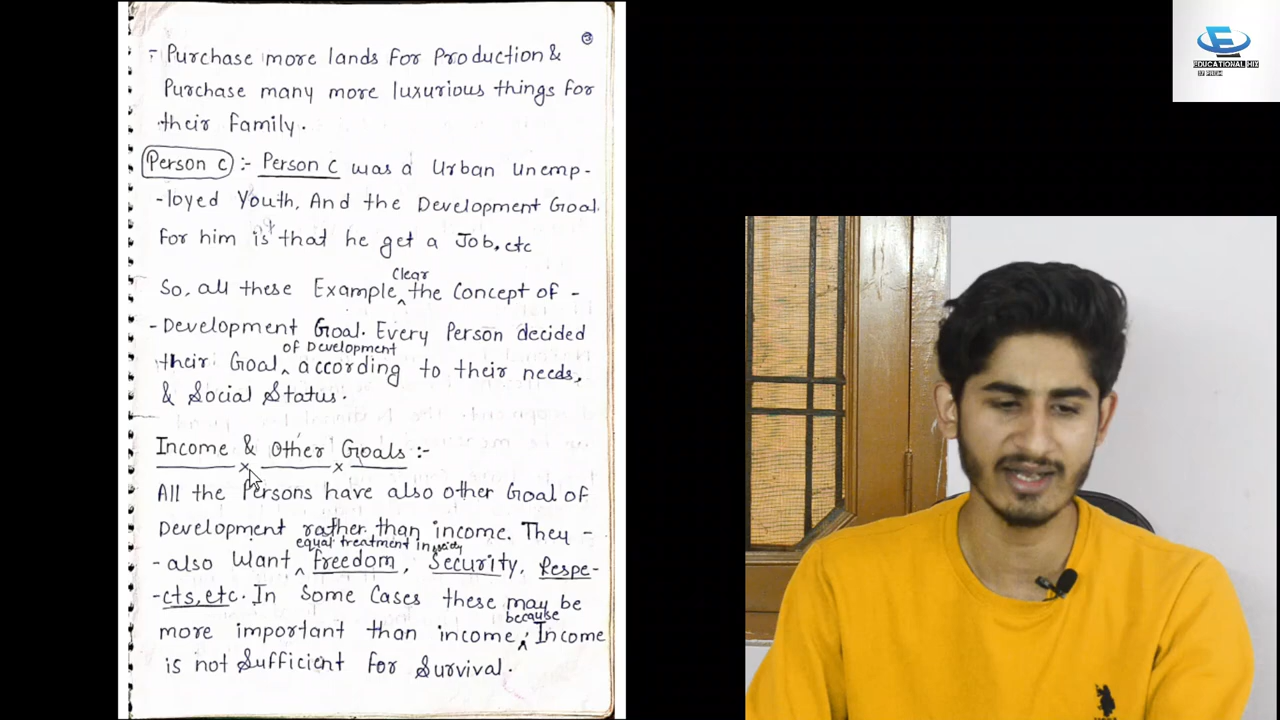 3
- Purchase more lands for Production &
Purchase many more luxurious things for
their family.
Person C :- Person C was a Urban Unemp-
-loyed Youth, And the Development Goal
for him is that he get a Job, etc
So, all these Example ^ clear the Concept of -
- Development Goal. Every Person decided
their Goal ^ of Development according to their needs,
& Social Status.
Income & Other Goals :-
All the Persons have also other Goal of
Development rather than income. They -
- also want ^ equal treatment in society freedom, Security, Respe-
-cts, etc. In Some Cases these may be
more important than income, ^ because Income
is not Sufficient for Survival.
EDUCATIONAL